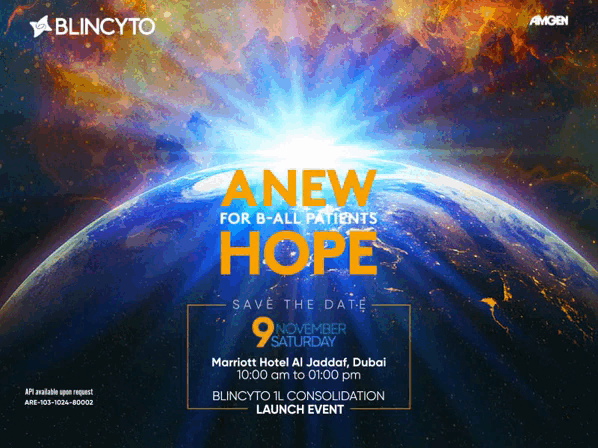 BLINCYTO
AMGEN
ANEW
FOR B-ALL PATIENTS
HOPE
SAVE THE DATE
9 NOVEMBER
SATURDAY
Marriott Hotel Al Jaddaf, Dubai
10:00 am to 01:00 pm
BLINCYTO 1L CONSOLIDATION
LAUNCH EVENT
API available upon request
ARE-103-1024-80002